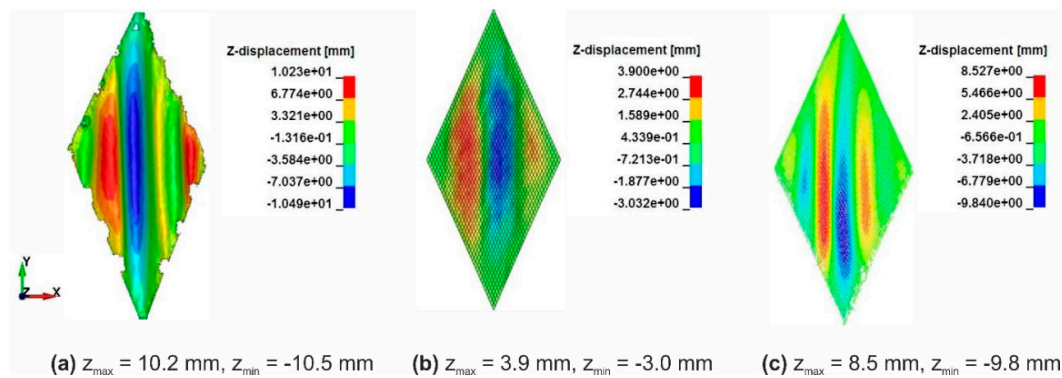 Z-displacement [mm]
1.023e+01
6.774e+00
3.321e+00
-1.316e-01
-3.584e+00
-7.037e+00
-1.049e+01
Y
Z
X
(a) zmax = 10.2 mm, zmin = -10.5 mm
Z-displacement [mm]
3.900e+00
2.744e+00
1.589e+00
4.339e-01
-7.213e-01
-1.877e+00
-3.032e+00
(b) zmax = 3.9 mm, zmin = -3.0 mm
Z-displacement [mm]
8.527e+00
5.466e+00
2.405e+00
-6.566e-01
-3.718e+00
-6.779e+00
-9.840e+00
(c) zmax = 8.5 mm, zmin = -9.8 mm